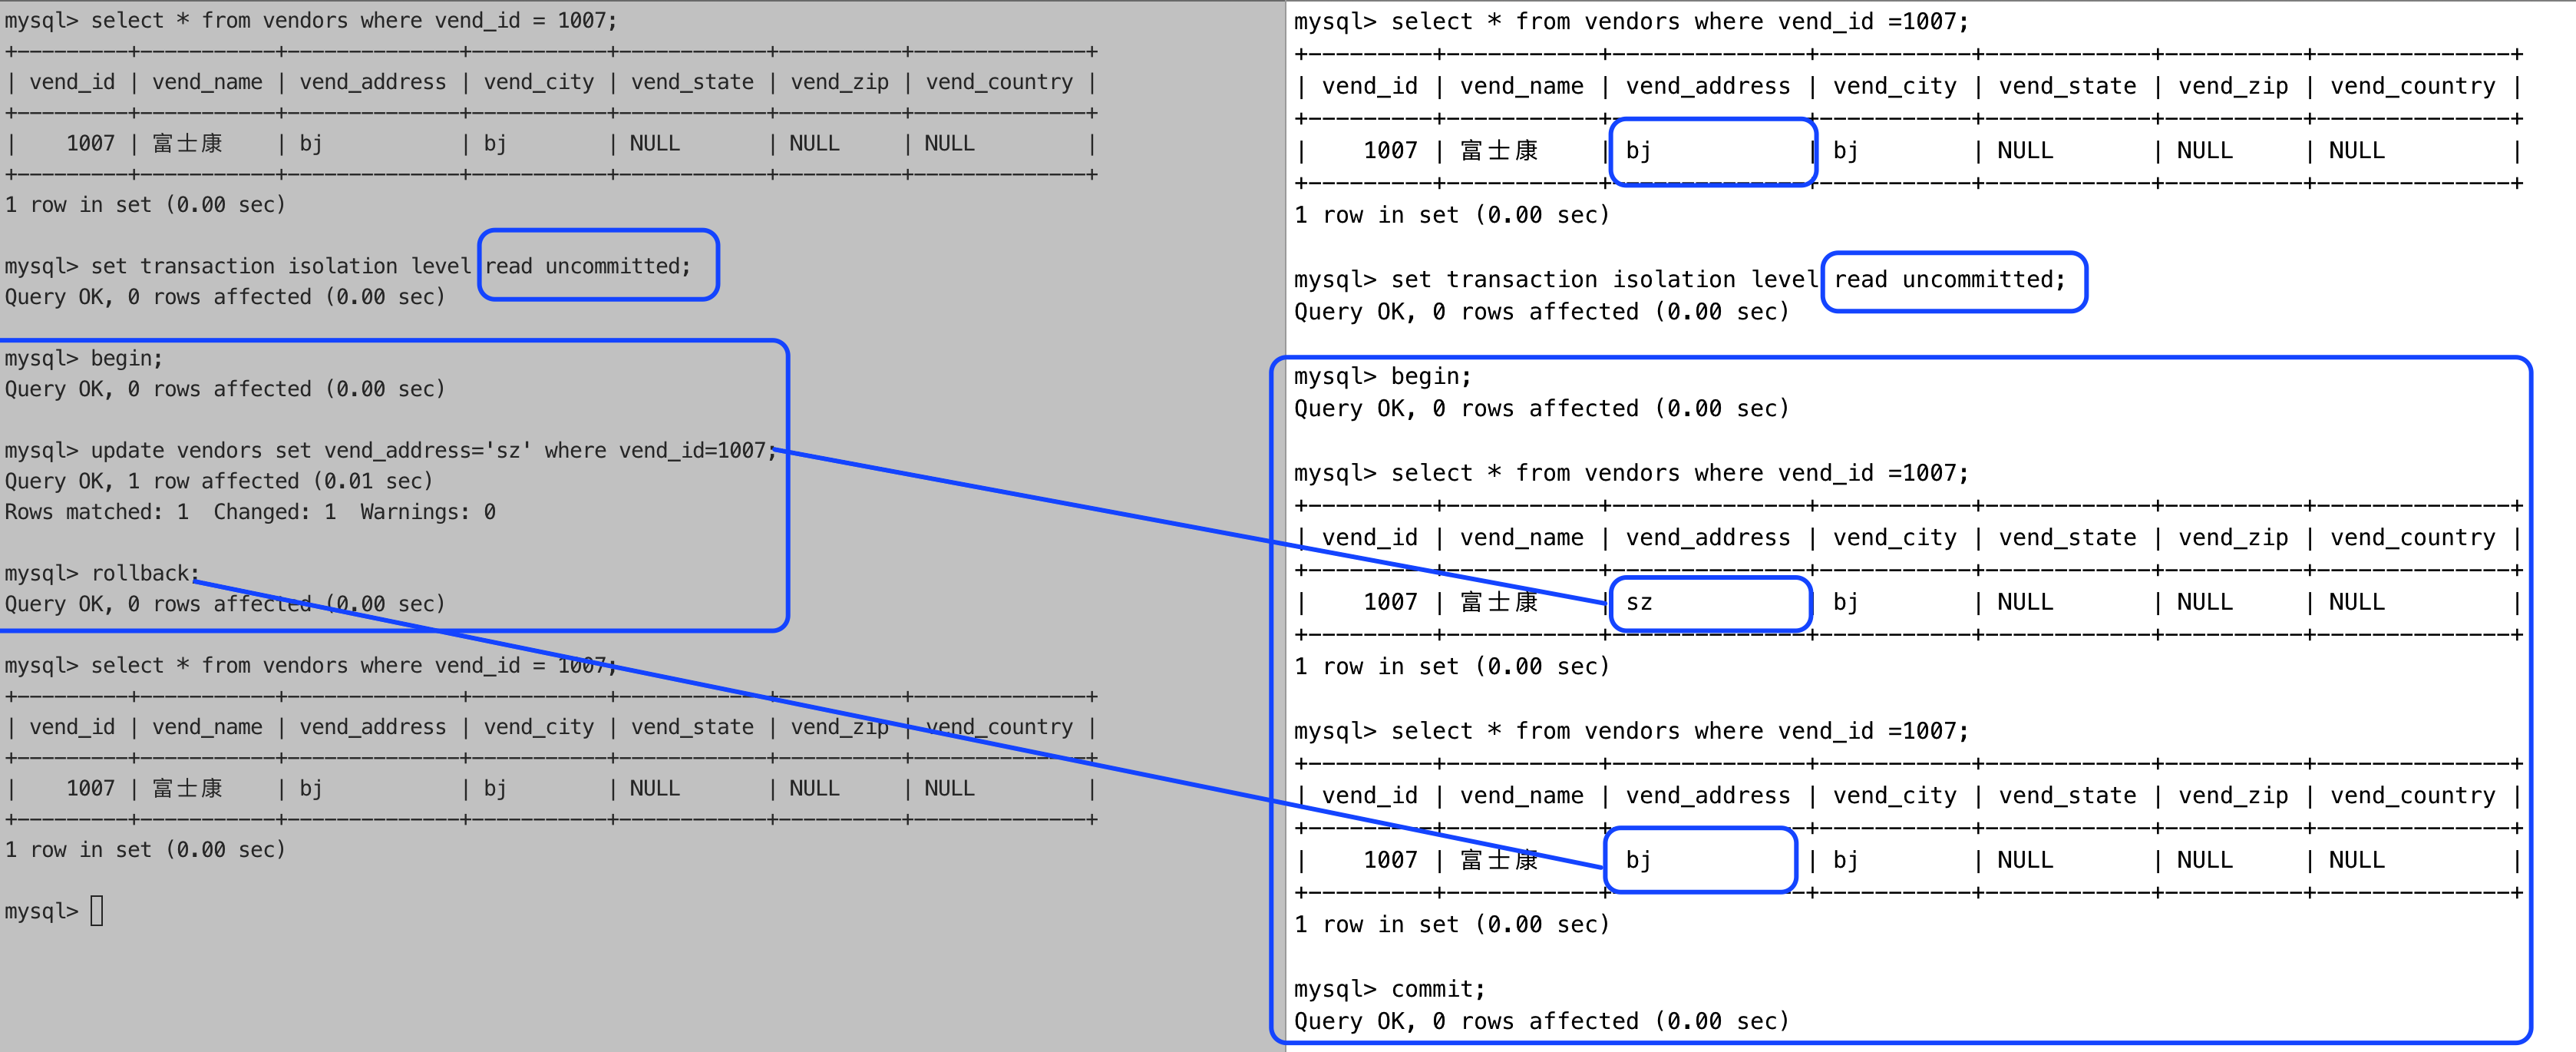 mysql> select * from vendors where vend_id = 1007;
+---------+-----------+--------------+-----------+------------+----------+--------------+
| vend_id | vend_name | vend_address | vend_city | vend_state | vend_zip | vend_country |
+---------+-----------+--------------+-----------+------------+----------+--------------+
|    1007 | 富士康    | bj           | bj        | NULL       | NULL     | NULL         |
+---------+-----------+--------------+-----------+------------+----------+--------------+
1 row in set (0.00 sec)
mysql> set transaction isolation level read uncommitted;
Query OK, 0 rows affected (0.00 sec)
mysql> begin;
Query OK, 0 rows affected (0.00 sec)
mysql> update vendors set vend_address='sz' where vend_id=1007;
Query OK, 1 row affected (0.01 sec)
Rows matched: 1  Changed: 1  Warnings: 0
mysql> rollback;
Query OK, 0 rows affected (0.00 sec)
mysql> select * from vendors where vend_id = 1007;
+---------+-----------+--------------+-----------+------------+----------+--------------+
| vend_id | vend_name | vend_address | vend_city | vend_state | vend_zip | vend_country |
+---------+-----------+--------------+-----------+------------+----------+--------------+
|    1007 | 富士康    | bj           | bj        | NULL       | NULL     | NULL         |
+---------+-----------+--------------+-----------+------------+----------+--------------+
1 row in set (0.00 sec)
mysql>
mysql> select * from vendors where vend_id =1007;
+---------+-----------+--------------+-----------+------------+----------+--------------+
| vend_id | vend_name | vend_address | vend_city | vend_state | vend_zip | vend_country |
+---------+-----------+--------------+-----------+------------+----------+--------------+
|    1007 | 富士康    | bj           | bj        | NULL       | NULL     | NULL         |
+---------+-----------+--------------+-----------+------------+----------+--------------+
1 row in set (0.00 sec)
mysql> set transaction isolation level read uncommitted;
Query OK, 0 rows affected (0.00 sec)
mysql> begin;
Query OK, 0 rows affected (0.00 sec)
mysql> select * from vendors where vend_id =1007;
+---------+-----------+--------------+-----------+------------+----------+--------------+
| vend_id | vend_name | vend_address | vend_city | vend_state | vend_zip | vend_country |
+---------+-----------+--------------+-----------+------------+----------+--------------+
|    1007 | 富士康    | sz           | bj        | NULL       | NULL     | NULL         |
+---------+-----------+--------------+-----------+------------+----------+--------------+
1 row in set (0.00 sec)
mysql> select * from vendors where vend_id =1007;
+---------+-----------+--------------+-----------+------------+----------+--------------+
| vend_id | vend_name | vend_address | vend_city | vend_state | vend_zip | vend_country |
+---------+-----------+--------------+-----------+------------+----------+--------------+
|    1007 | 富士康    | bj           | bj        | NULL       | NULL     | NULL         |
+---------+-----------+--------------+-----------+------------+----------+--------------+
1 row in set (0.00 sec)
mysql> commit;
Query OK, 0 rows affected (0.00 sec)